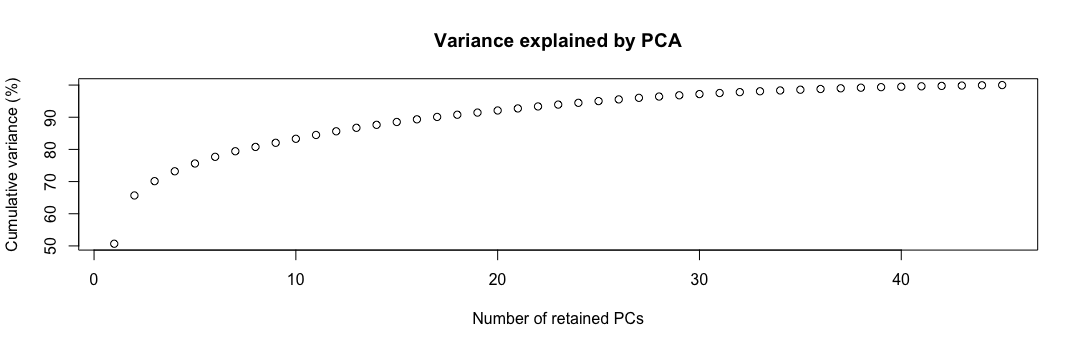 Variance explained by PCA
Cumulative variance (%)
90
80
70
60
50
0 10 20 30 40
Number of retained PCs